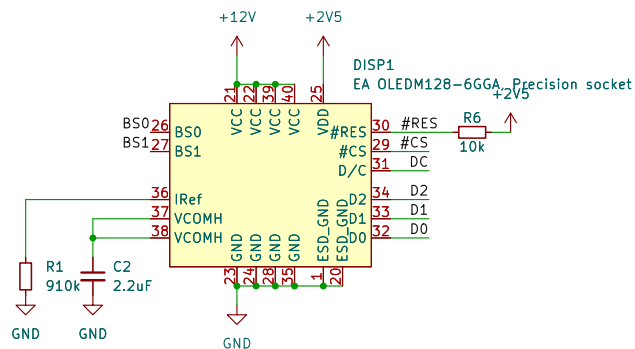 +12V
+2V5
DISP1
EA OLEDM128-6GGA, Precision socket
+2V5
21
22
39
40
25
VCC
VCC
VCC
VCC
VDD
BS0
26
BS0
BS1
27
BS1
#RES
30
#RES
R6
10k
#CS
29
#CS
D/C
31
DC
36
IRef
D2
34
D2
37
VCOMH
D1
33
D1
38
VCOMH
D0
32
D0
GND
GND
GND
GND
ESD_GND
ESD_GND
23
24
28
35
1
20
R1
910k
C2
2.2uF
GND
GND
GND